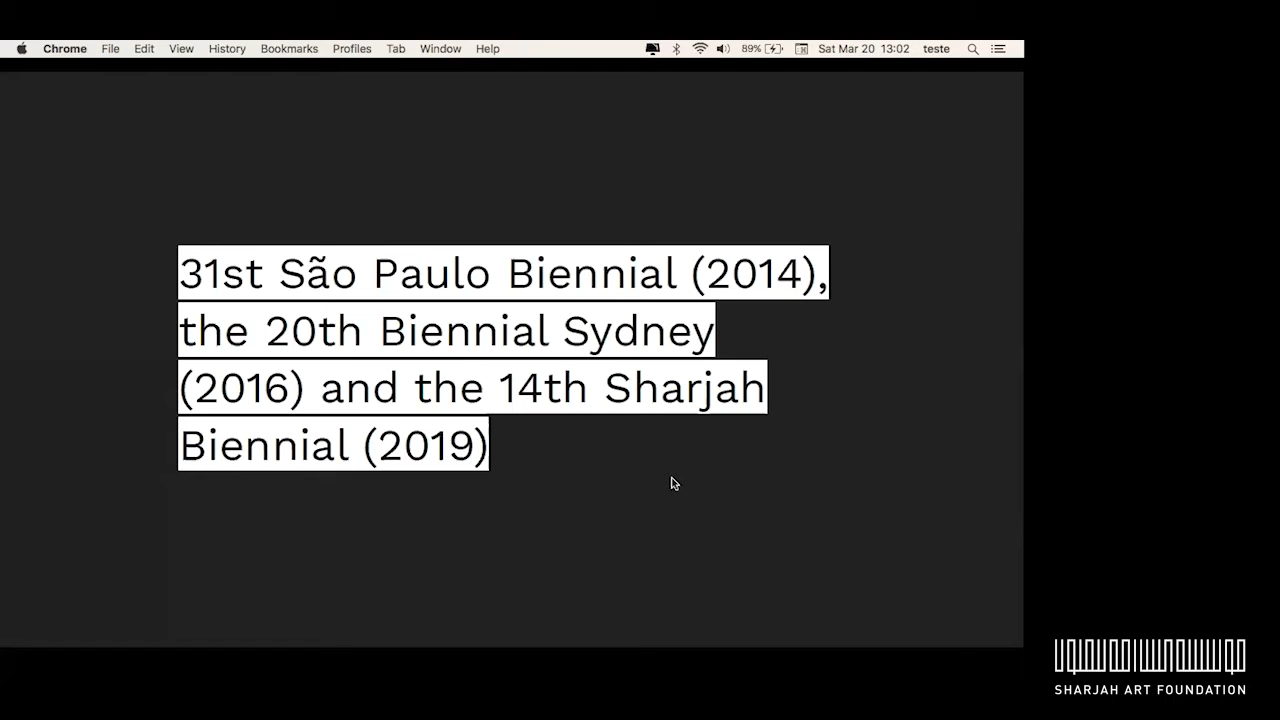 Chrome File Edit View History Bookmarks Profiles Tab Window Help 89% Sat Mar 20 13:02 teste
31st São Paulo Biennial (2014),
the 20th Biennial Sydney
(2016) and the 14th Sharjah
Biennial (2019)
SHARJAH ART FOUNDATION